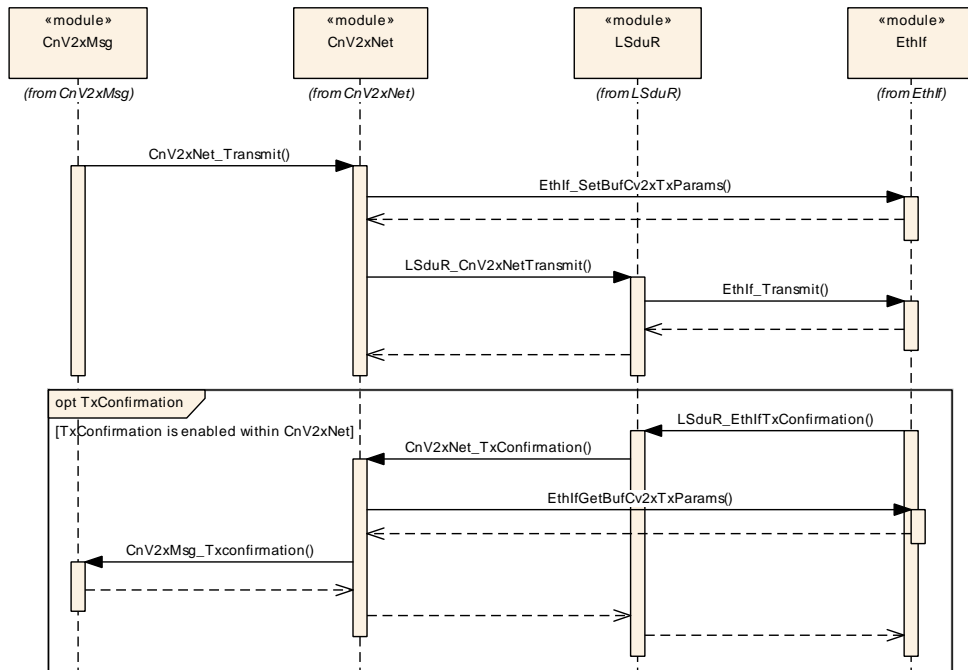 «module»
CnV2xMsg
«module»
CnV2xNet
«module»
LSduR
«module»
EthIf
(from CnV2xMsg)
(from CnV2xNet)
(from LSduR)
(from EthIf)
CnV2xNet_Transmit()
EthIf_SetBufCv2xTxParams()
LSduR_CnV2xNetTransmit()
EthIf_Transmit()
opt TxConfirmation
[TxConfirmation is enabled within CnV2xNet]
LSduR_EthIfTxConfirmation()
CnV2xNet_TxConfirmation()
EthIfGetBufCv2xTxParams()
CnV2xMsg_Txconfirmation()